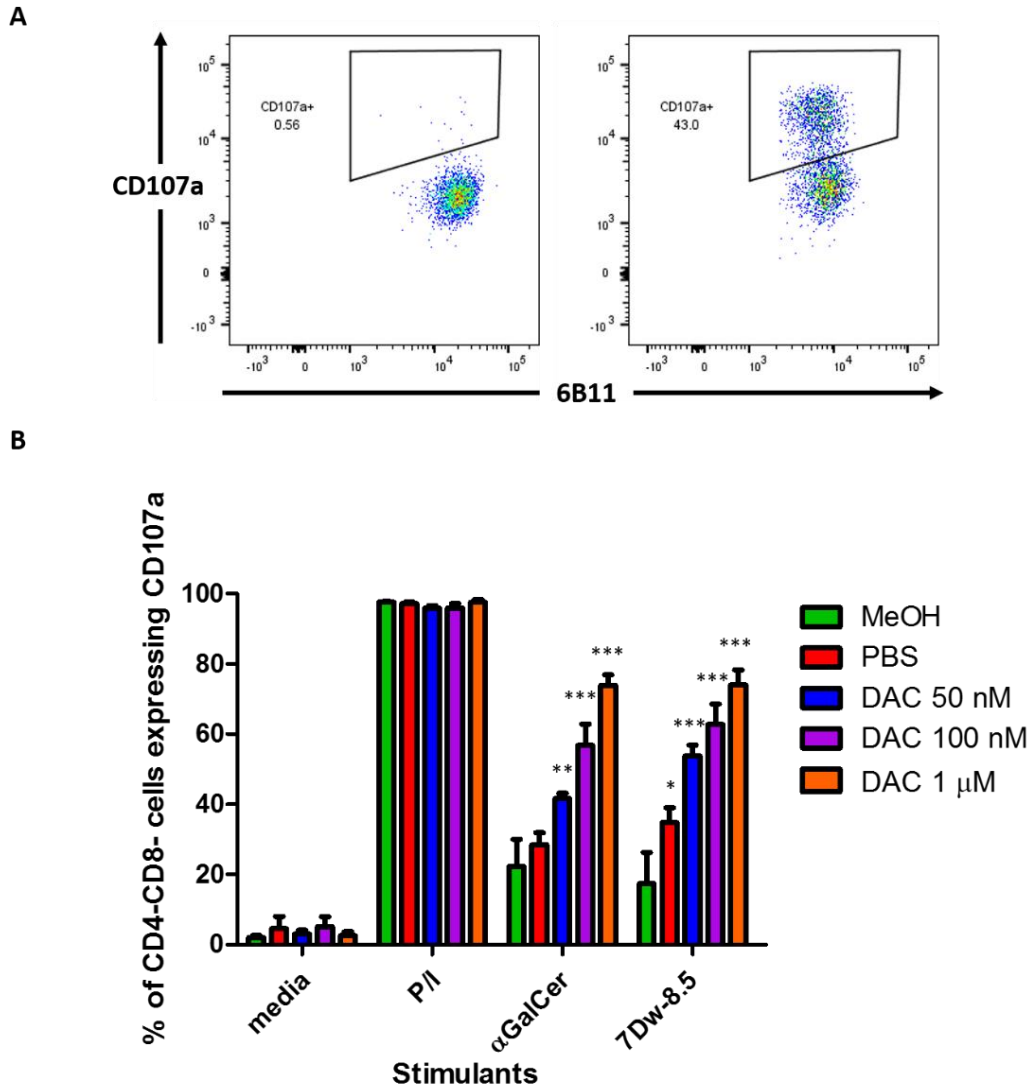 A
CD107a
10^5
10^4
10^3
0
-10^3
CD107a+
0.56
-10^3 0 10^3 10^4 10^5
10^5
10^4
10^3
0
-10^3
CD107a+
43.0
-10^3 0 10^3 10^4 10^5
6B11
B
% of CD4-CD8- cells expressing CD107a
100
80
60
40
20
0
** *** ***
* *** *** ***
media
P/I
αGalCer
7Dw-8.5
Stimulants
MeOH
PBS
DAC 50 nM
DAC 100 nM
DAC 1 μM